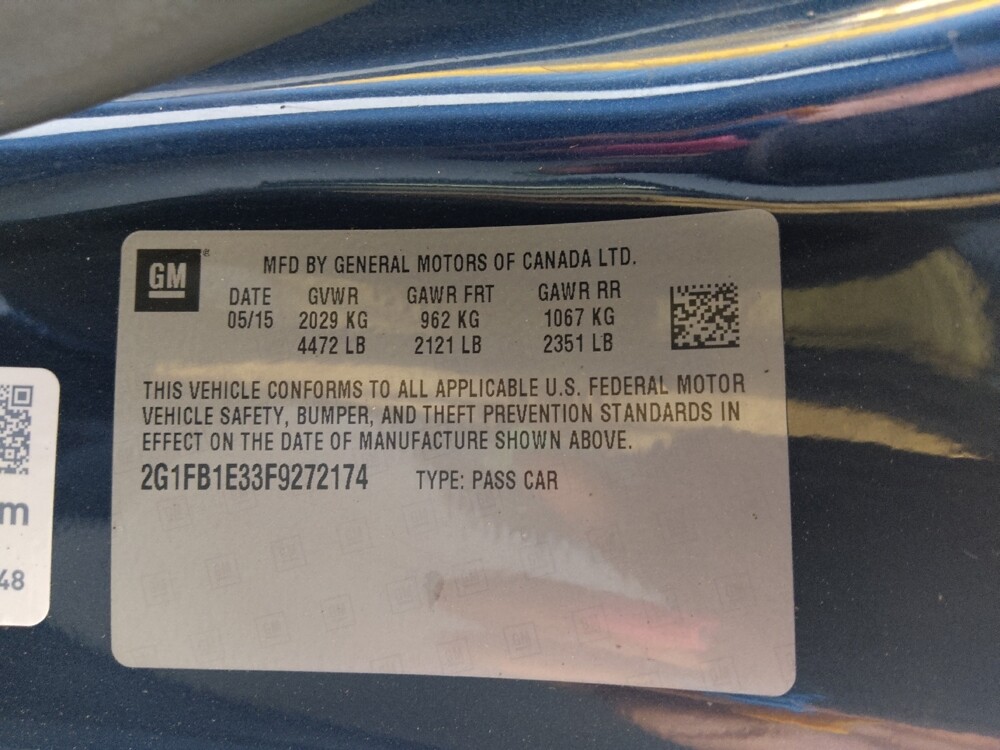 GM ®
MFD BY GENERAL MOTORS OF CANADA LTD.
DATE GVWR GAWR FRT GAWR RR
05/15 2029 KG 962 KG 1067 KG
4472 LB 2121 LB 2351 LB
THIS VEHICLE CONFORMS TO ALL APPLICABLE U.S. FEDERAL MOTOR
VEHICLE SAFETY, BUMPER, AND THEFT PREVENTION STANDARDS IN
EFFECT ON THE DATE OF MANUFACTURE SHOWN ABOVE.
2G1FB1E33F9272174 TYPE: PASS CAR
m
48